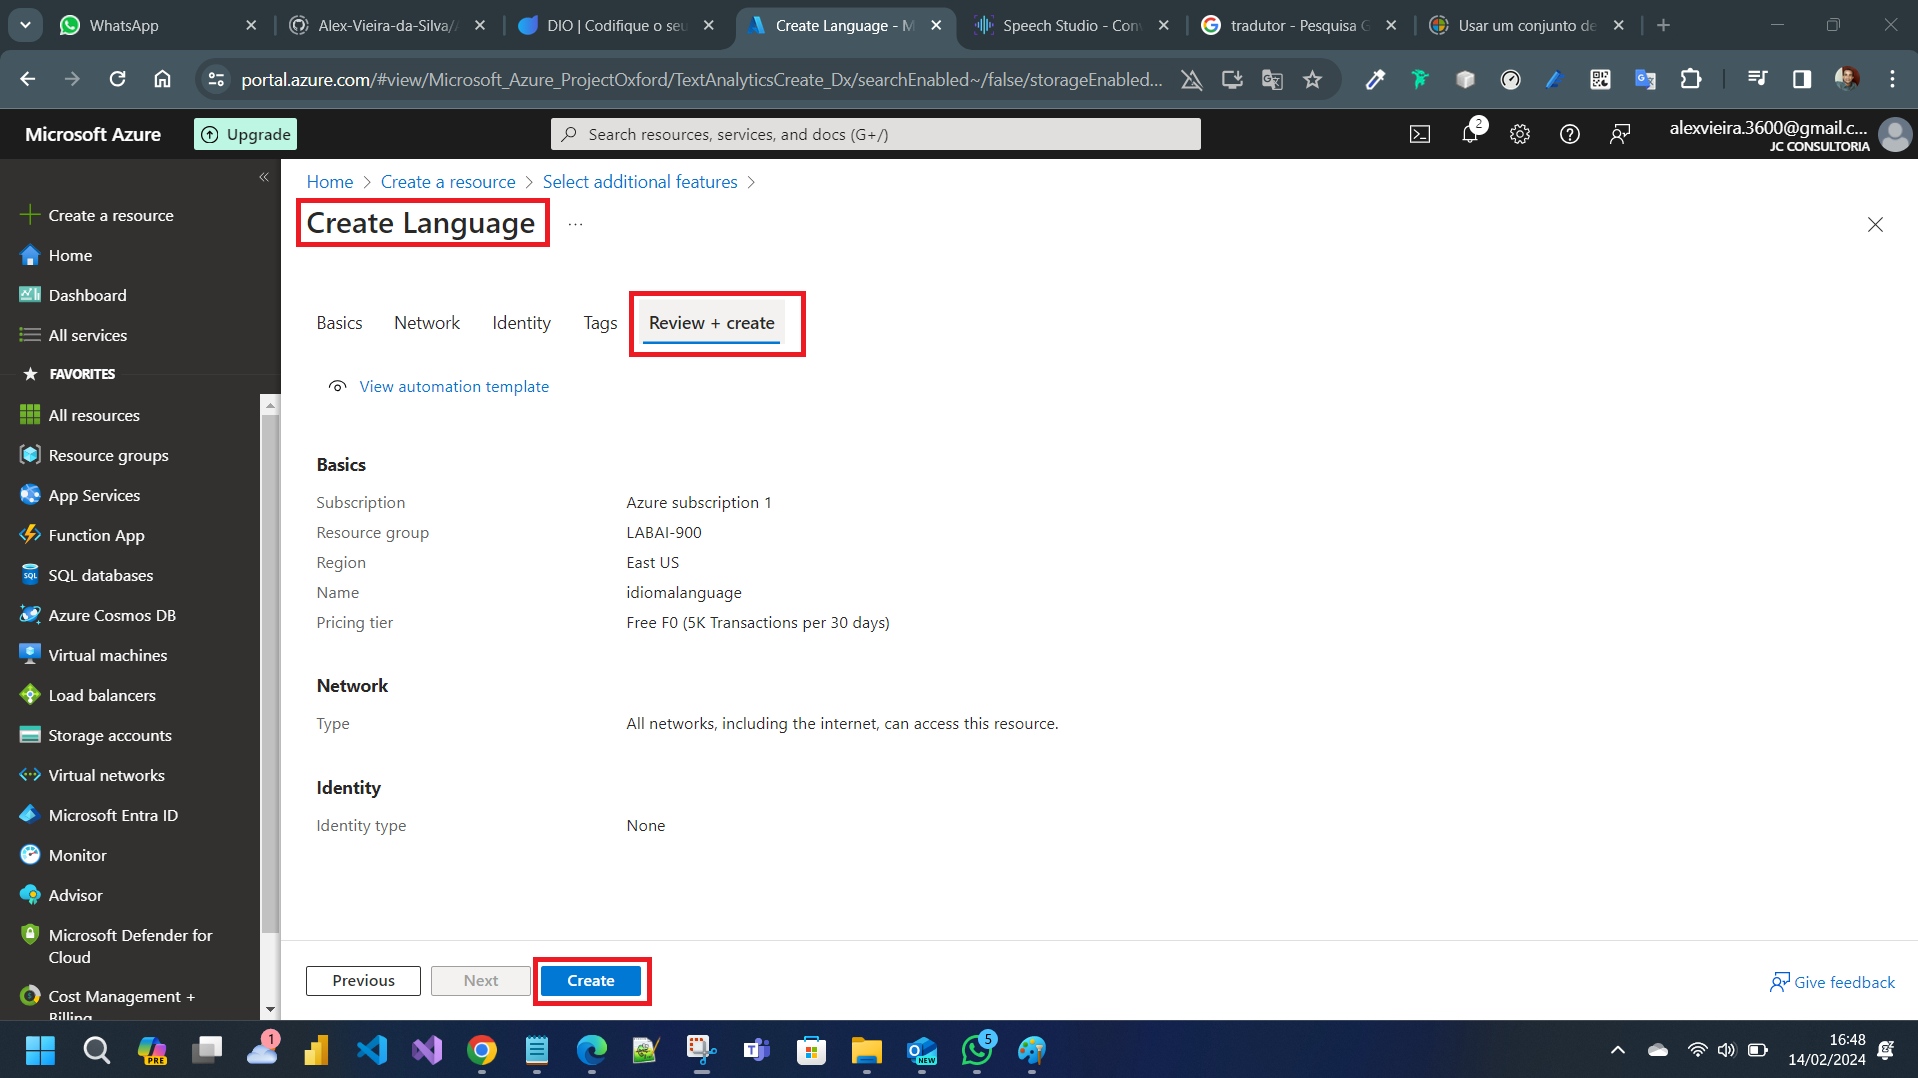 WhatsApp
Alex-Vieira-da-Silva/
DIO | Codifique o seu
Create Language - M
Speech Studio - Con
tradutor - Pesquisa G
Usar um conjunto de
portal.azure.com/#view/Microsoft_Azure_ProjectOxford/TextAnalyticsCreate_Dx/searchEnabled~/false/storageEnabled...
Microsoft Azure
Upgrade
Search resources, services, and docs (G+/)
2
alexvieira.3600@gmail.c...
JC CONSULTORIA
Create a resource
Home
Dashboard
All services
FAVORITES
All resources
Resource groups
App Services
Function App
SQL
SQL databases
Azure Cosmos DB
Virtual machines
Load balancers
Storage accounts
Virtual networks
Microsoft Entra ID
Monitor
Advisor
Microsoft Defender for
Cloud
Cost Management +
Billing
Home > Create a resource > Select additional features >
Create Language ...
Basics Network Identity Tags Review + create
View automation template
Basics
Subscription Azure subscription 1
Resource group LABAI-900
Region East US
Name idiomalanguage
Pricing tier Free F0 (5K Transactions per 30 days)
Network
Type All networks, including the internet, can access this resource.
Identity
Identity type None
Previous Next Create
Give feedback
PRE
1
NEW
5
16:48
14/02/2024